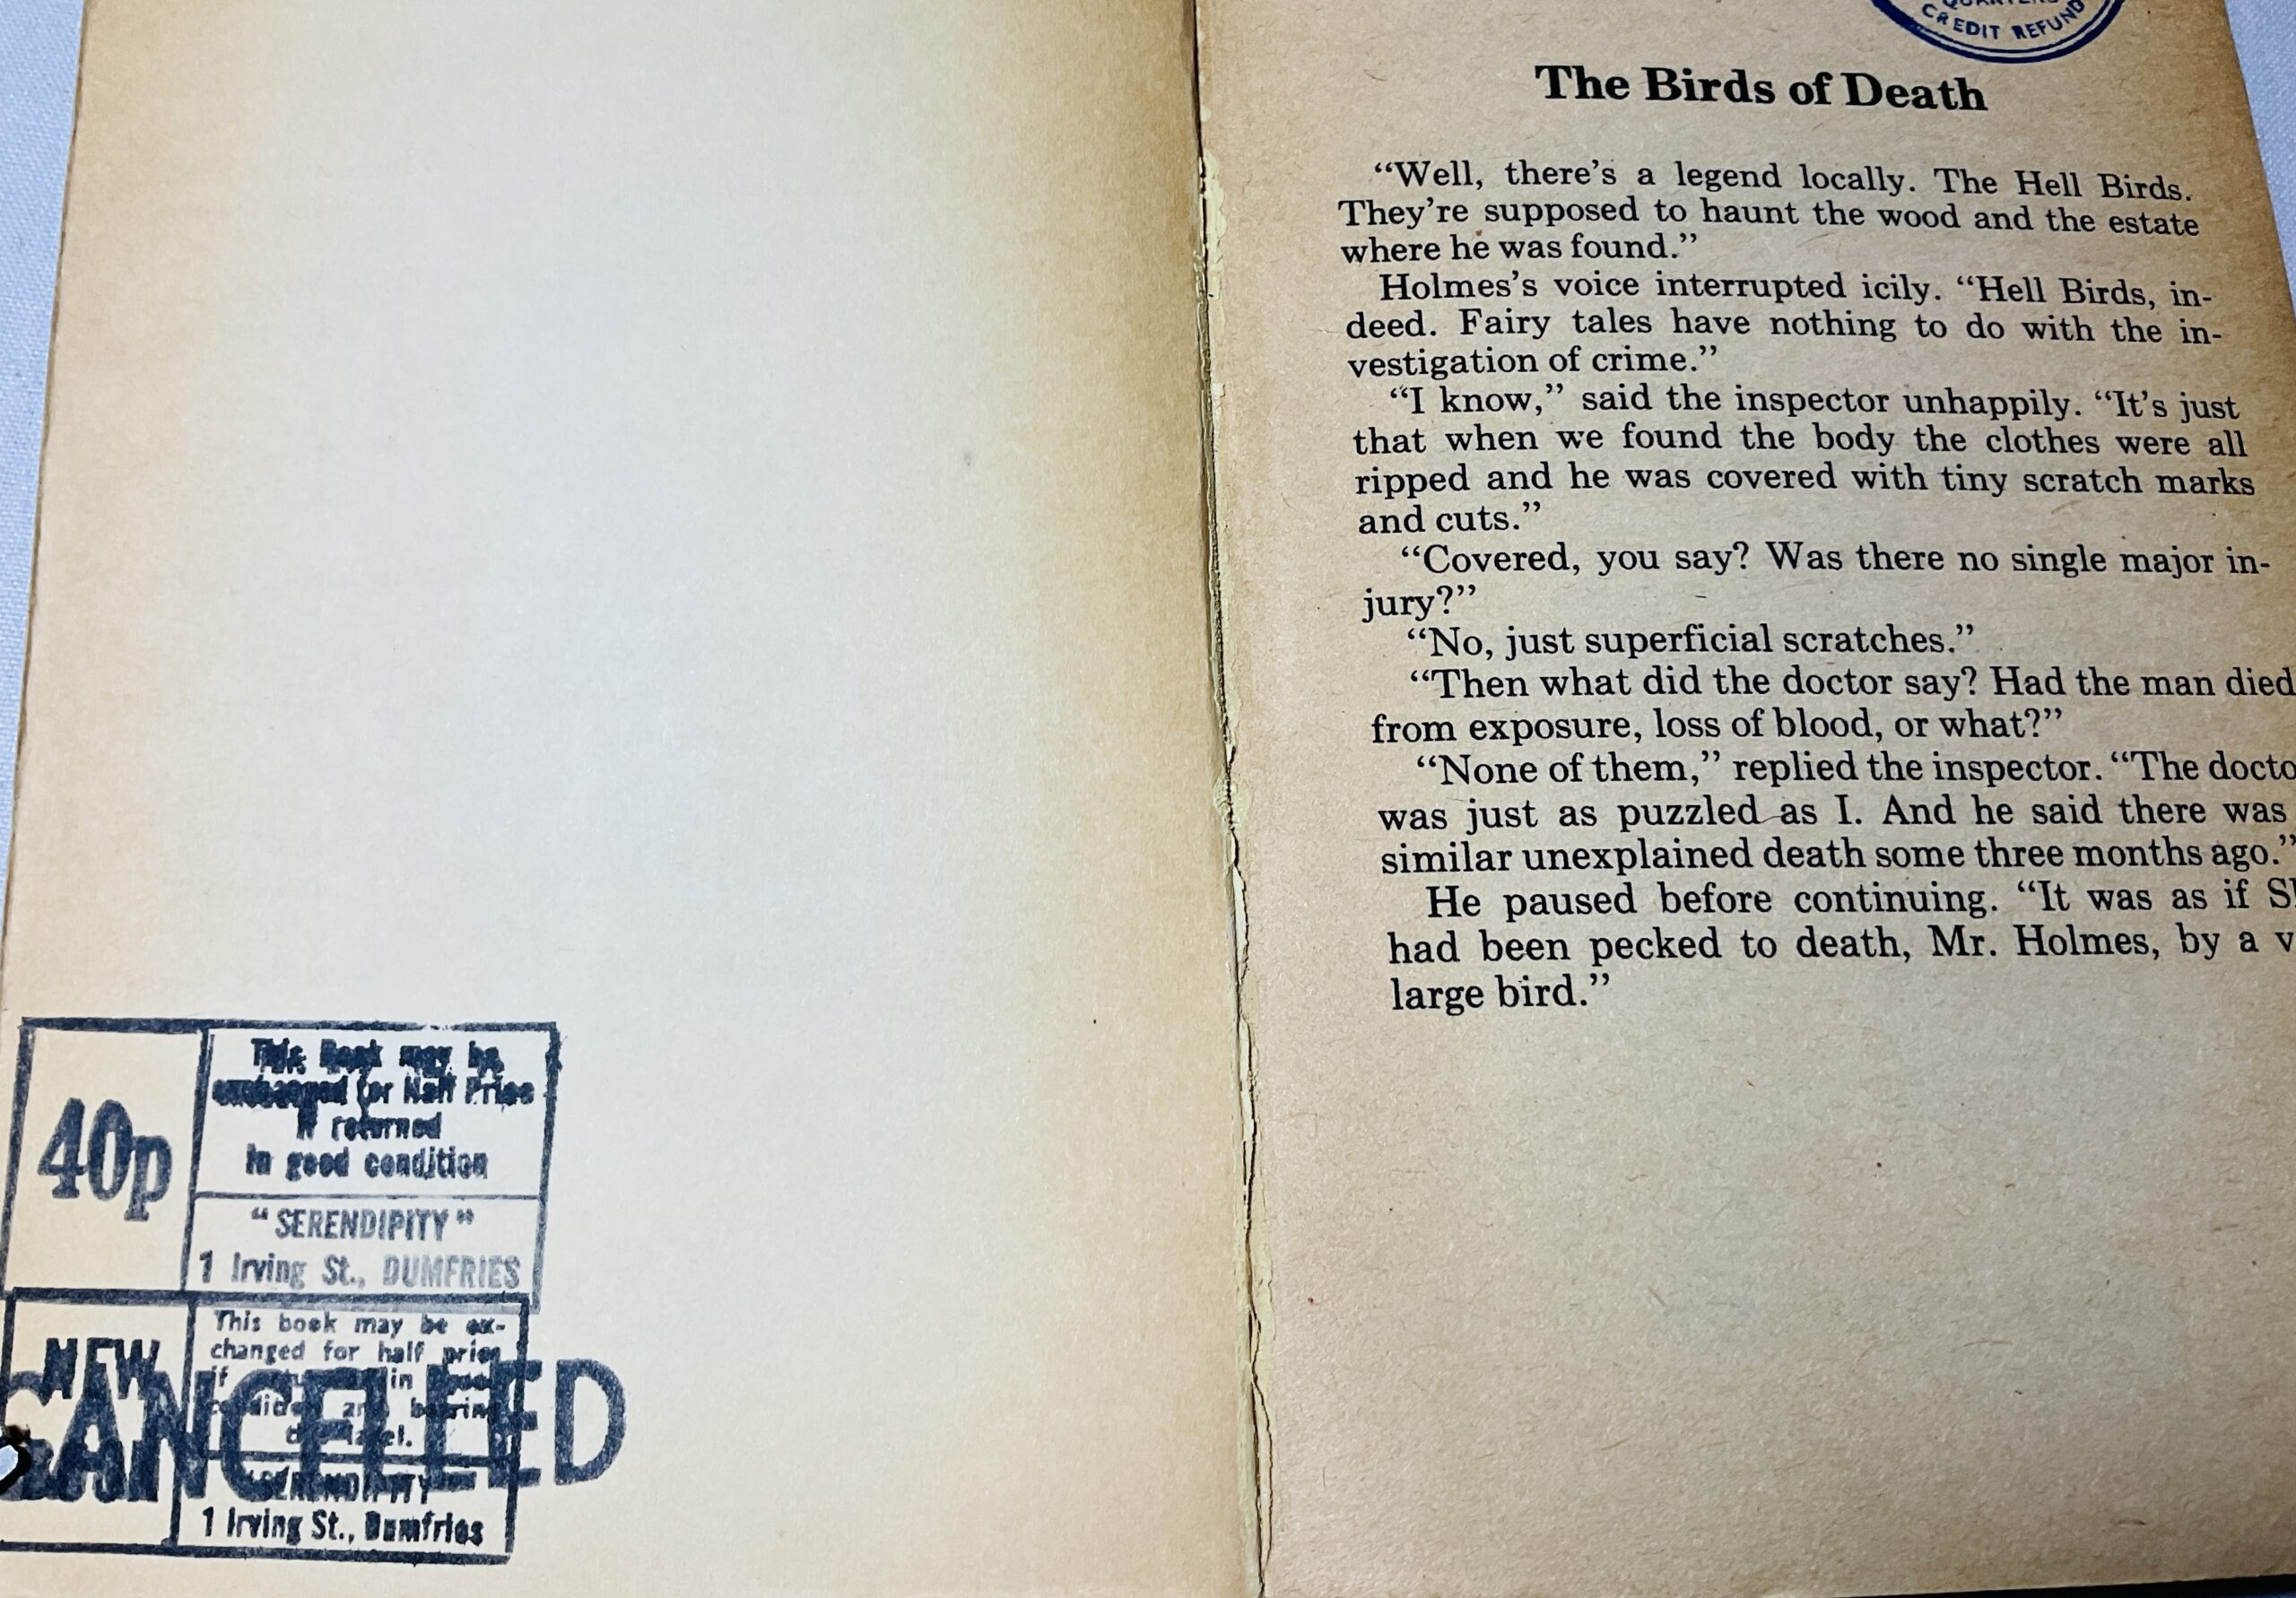 40p
This Book may be
exchanged for Half Price
if returned
in good condition
"SERENDIPITY"
1 Irving St., DUMFRIES
NEW
This book may be ex-
changed for half price
if in
CANCELLED
label.
SERENDIPITY
1 Irving St., Dumfries
CREDIT REFUND
The Birds of Death
“Well, there’s a legend locally. The Hell Birds.
They’re supposed to haunt the wood and the estate
where he was found.”
Holmes’s voice interrupted icily. “Hell Birds, in-
deed. Fairy tales have nothing to do with the in-
vestigation of crime.”
“I know,” said the inspector unhappily. “It’s just
that when we found the body the clothes were all
ripped and he was covered with tiny scratch marks
and cuts.”
“Covered, you say? Was there no single major in-
jury?”
“No, just superficial scratches.”
“Then what did the doctor say? Had the man died
from exposure, loss of blood, or what?”
“None of them,” replied the inspector. “The docto
was just as puzzled as I. And he said there was
similar unexplained death some three months ago.”
He paused before continuing. “It was as if S
had been pecked to death, Mr. Holmes, by a v
large bird.”